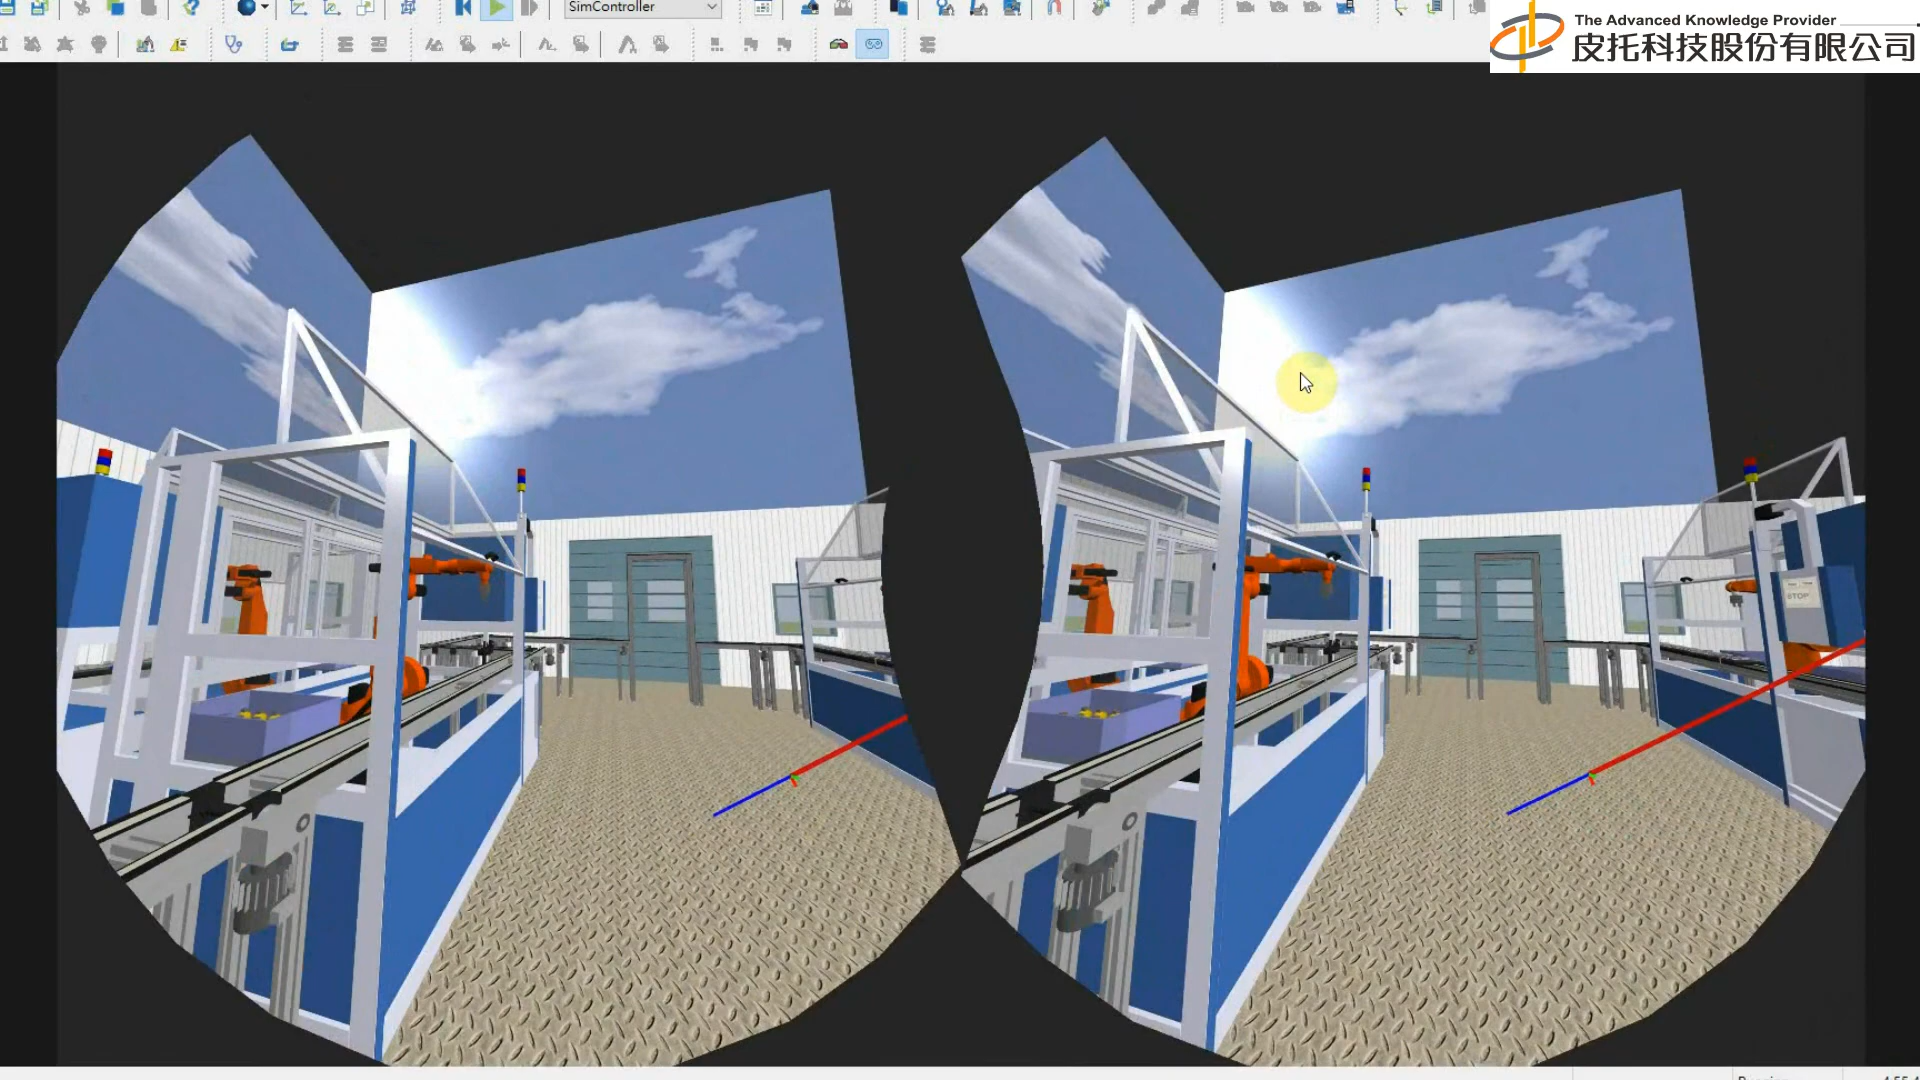 SimController
The Advanced Knowledge Provider
皮托科技股份有限公司
STOP